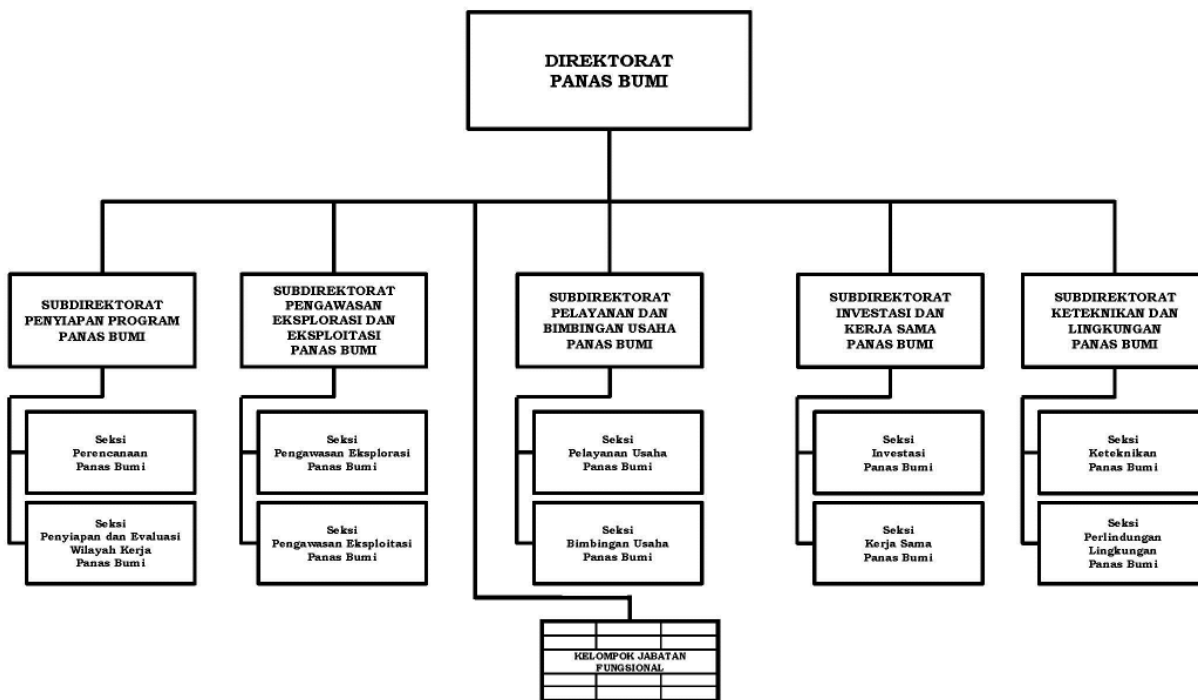 DIREKTORAT
PANAS BUMI
SUBDIREKTORAT
PENYIAPAN PROGRAM
PANAS BUMI
SUBDIREKTORAT
PENGAWASAN
EKSPLORASI DAN
EKSPLOITASI
PANAS BUMI
SUBDIREKTORAT
PELAYANAN DAN
BIMBINGAN USAHA
PANAS BUMI
SUBDIREKTORAT
INVESTASI DAN
KERJA SAMA
PANAS BUMI
SUBDIREKTORAT
KETEKNIKAN DAN
LINGKUNGAN
PANAS BUMI
Seksi
Perencanaan
Panas Bumi
Seksi
Pengawasan Eksplorasi
Panas Bumi
Seksi
Pelayanan Usaha
Panas Bumi
Seksi
Investasi
Panas Bumi
Seksi
Keteknikan
Panas Bumi
Seksi
Penyiapan dan Evaluasi
Wilayah Kerja
Panas Bumi
Seksi
Pengawasan Eksploitasi
Panas Bumi
Seksi
Bimbingan Usaha
Panas Bumi
Seksi
Kerja Sama
Panas Bumi
Seksi
Perlindungan
Lingkungan
Panas Bumi
KELOMPOK JABATAN
FUNGSIONAL